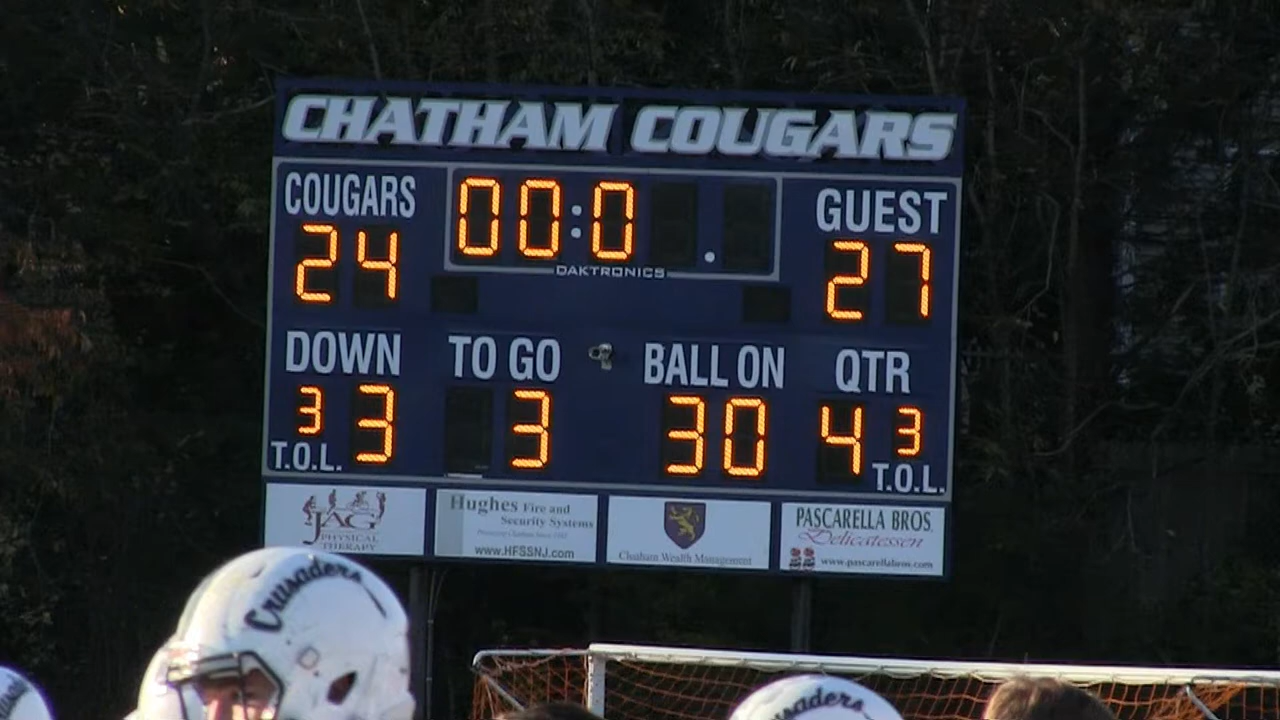 CHATHAM COUGARS
COUGARS 00:0 . GUEST
24 27
DAKTRONICS
DOWN TO GO BALL ON QTR
3 3 3 30 4 3
T.O.L. T.O.L.
JAG
PHYSICAL
THERAPY
Hughes Fire and
Security Systems
www.HFSSNJ.com
Chatham Wealth Management
PASCARELLA BROS.
Delicatessen
www.pascarellabros.com
Crusaders